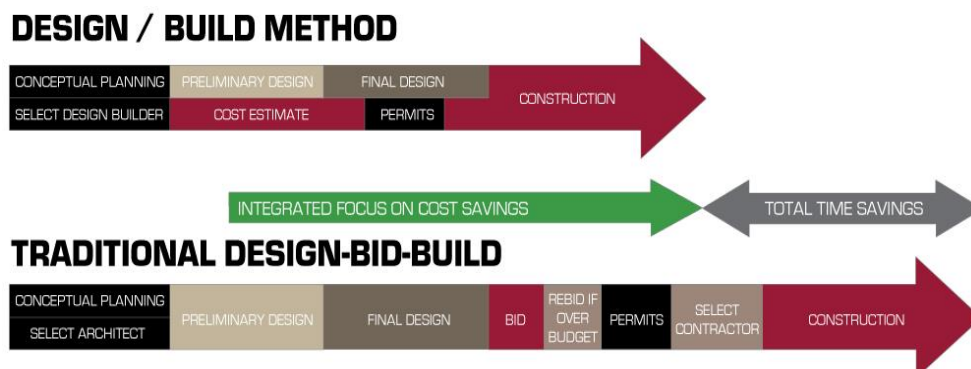 DESIGN / BUILD METHOD
CONCEPTUAL PLANNING
PRELIMINARY DESIGN
FINAL DESIGN
CONSTRUCTION
SELECT DESIGN BUILDER
COST ESTIMATE
PERMITS
INTEGRATED FOCUS ON COST SAVINGS
TOTAL TIME SAVINGS
TRADITIONAL DESIGN-BID-BUILD
CONCEPTUAL PLANNING
SELECT ARCHITECT
PRELIMINARY DESIGN
FINAL DESIGN
BID
REBID IF
OVER
BUDGET
PERMITS
SELECT
CONTRACTOR
CONSTRUCTION